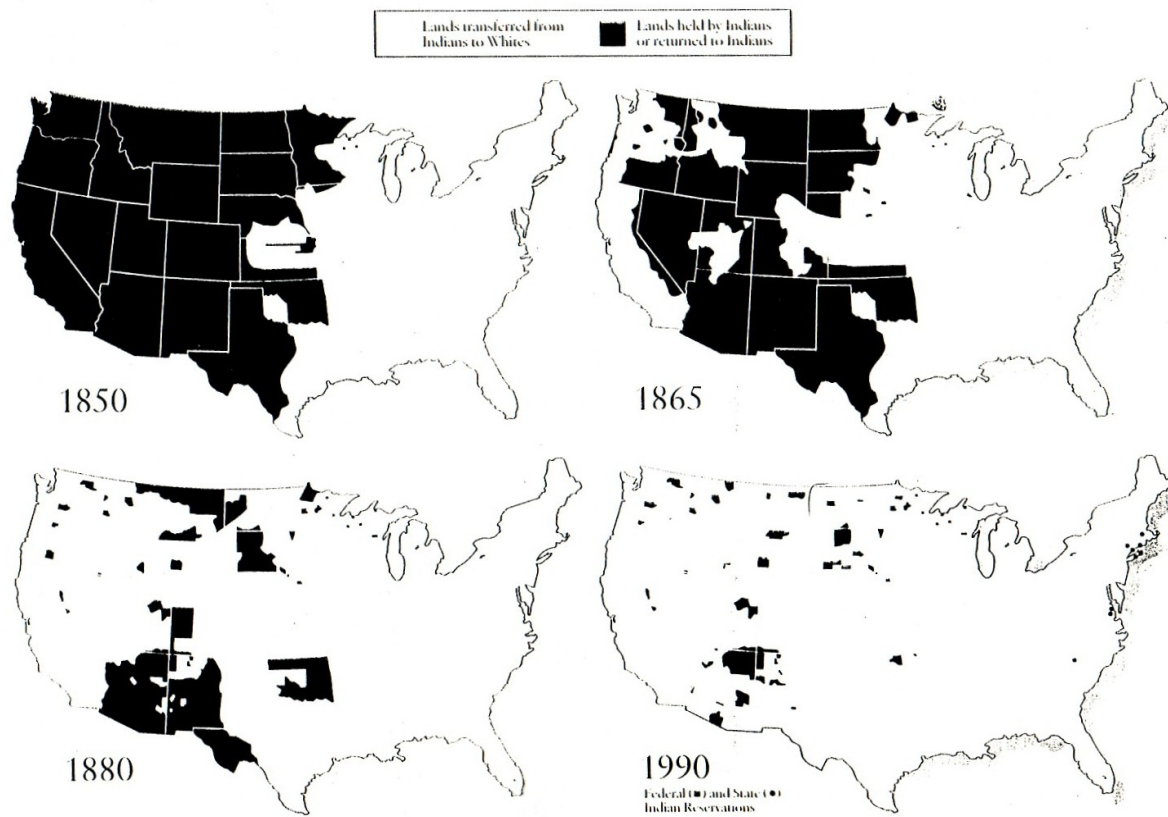 Lands transferred from
Indians to Whites
Lands held by Indians
or returned to Indians
1850
1865
1880
1990
Federal (■) and State (●)
Indian Reservations